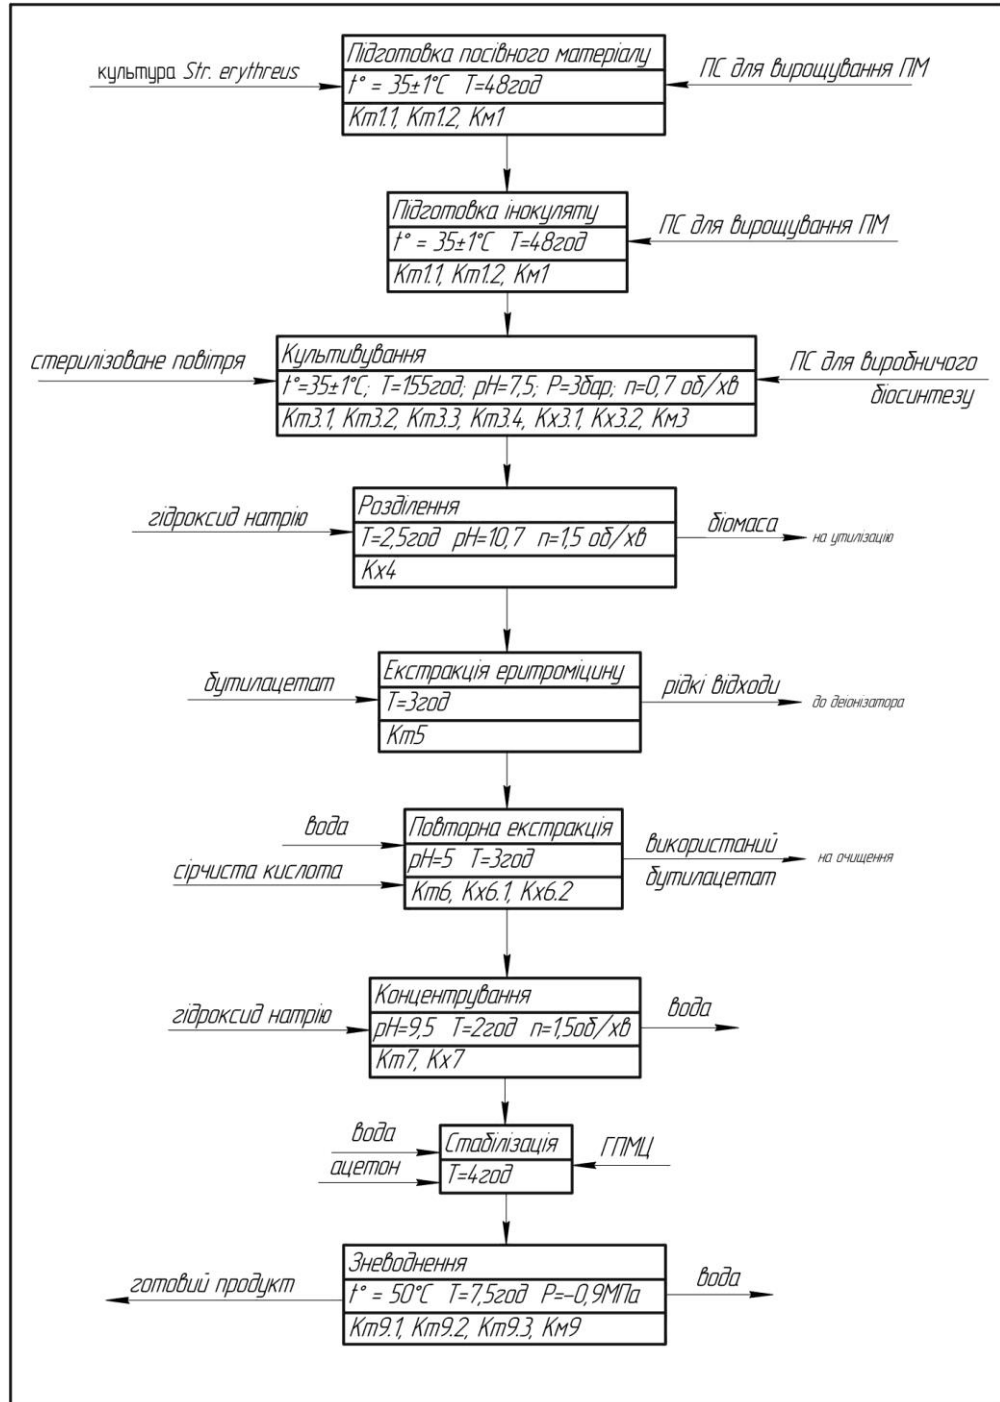 Підготовка посівного матеріалу
культура Str. erythreus
t° = 35±1°C T=48год
ПС для вирощування ПМ
Кт1.1, Кт1.2, Км1
Підготовка інокуляту
t° = 35±1°C T=48год
ПС для вирощування ПМ
Кт1.1, Кт1.2, Км1
Культивування
стерилізоване повітря
t°=35±1°C; T=155год; pH=7,5; P=3бар; n=0,7 об/хв
ПС для виробничого
біосинтезу
Кт3.1, Кт3.2, Кт3.3, Кт3.4, Кх3.1, Кх3.2, Км3
Розділення
гідроксид натрію
T=2,5год pH=10,7 n=1,5 об/хв
біомаса
на утилізацію
Кх4
Екстракція еритроміцину
бутилацетат
T=3год
рідкі відходи
до деіонізатора
Кт5
Повторна екстракція
вода
pH=5 T=3год
використаний
бутилацетат
на очищення
сірчиста кислота
Кт6, Кх6.1, Кх6.2
Концентрування
гідроксид натрію
pH=9,5 T=2год n=1,5об/хв
вода
Кт7, Кх7
Стабілізація
вода
ацетон
T=4год
ГПМЦ
Зневоднення
готовий продукт
t° = 50°C T=7,5год P=-0,9МПа
вода
Кт9.1, Кт9.2, Кт9.3, Км9